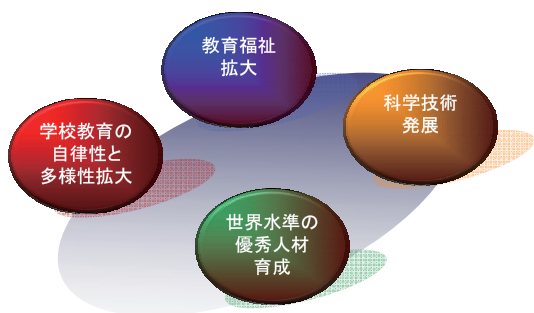 教育福祉
拡大
科学技術
発展
学校教育の
自律性と
多様性拡大
世界水準の
優秀人材
育成